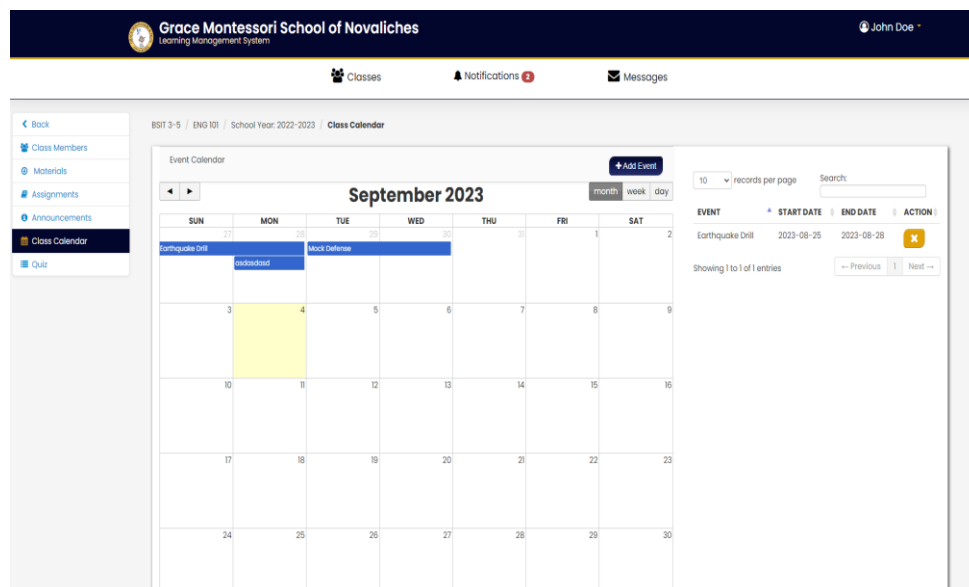 Grace Montessori School of Novaliches
Learning Management System
John Doe
Classes
Notifications 2
Messages
Back
Class Members
Materials
Assignments
Announcements
Class Calendar
Quiz
BSIT 3-5 / ENG 101 / School Year: 2022-2023 / Class Calendar
Event Calendar
+ Add Event
September 2023
month week day
SUN MON TUE WED THU FRI SAT
27 28 29 30 31 1 2
Earthquake Drill Mock Defense
asdasdasd
3 4 5 6 7 8 9
10 11 12 13 14 15 16
17 18 19 20 21 22 23
24 25 26 27 28 29 30
10 records per page
Search:
EVENT START DATE END DATE ACTION
Earthquake Drill 2023-08-25 2023-08-28
Showing 1 to 1 of 1 entries
← Previous 1 Next →